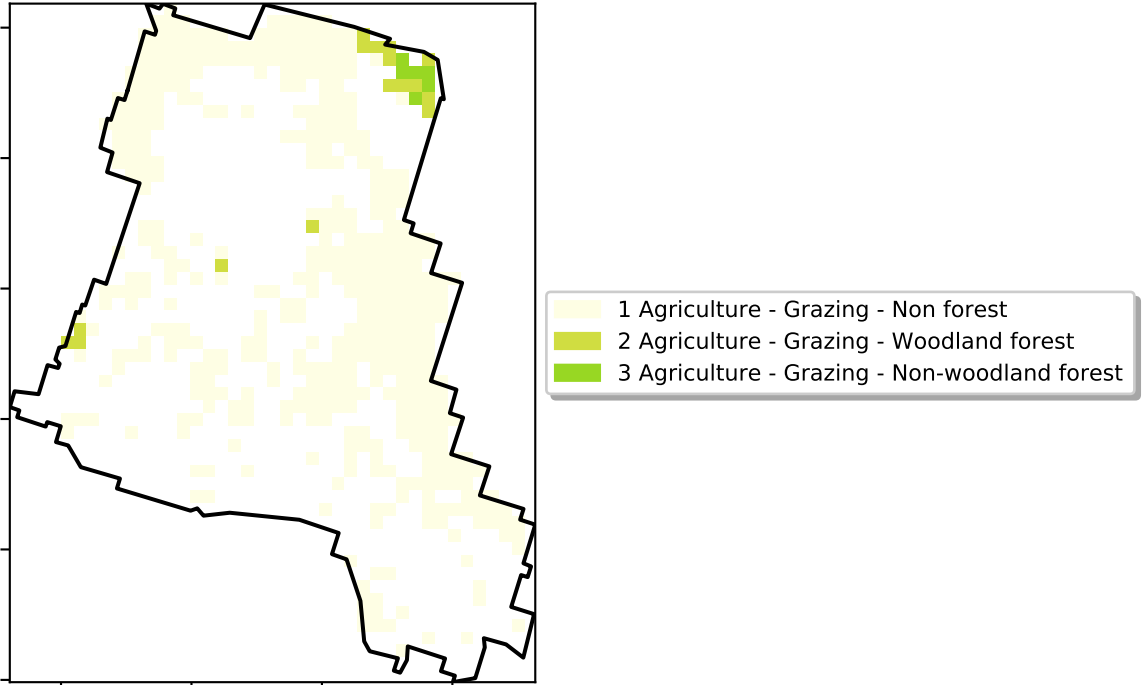 1 Agriculture - Grazing - Non forest
2 Agriculture - Grazing - Woodland forest
3 Agriculture - Grazing - Non-woodland forest